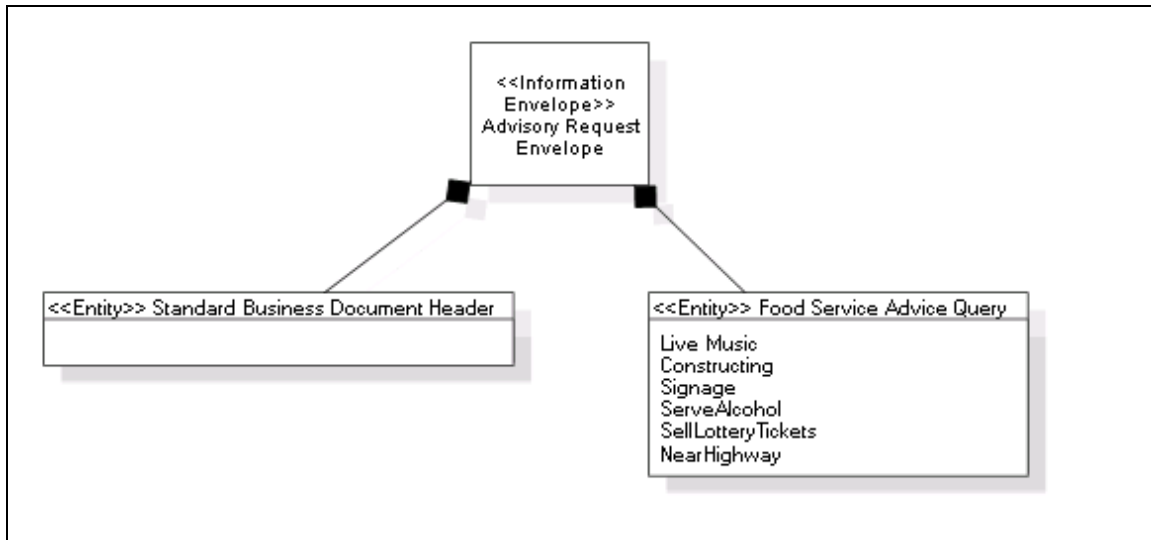 <<Information
Envelope>>
Advisory Request
Envelope
<<Entity>> Standard Business Document Header
<<Entity>> Food Service Advice Query
Live Music
Constructing
Signage
ServeAlcohol
SellLotteryTickets
NearHighway